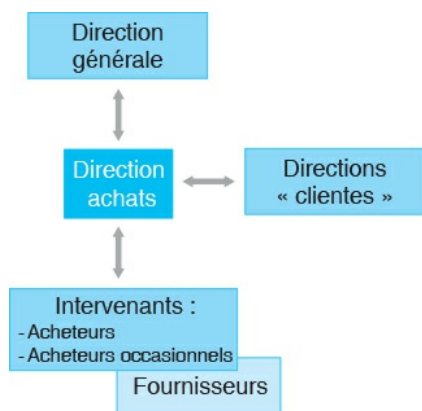 Direction
générale
Direction
achats
Directions
« clientes »
Intervenants :
- Acheteurs
- Acheteurs occasionnels
Fournisseurs